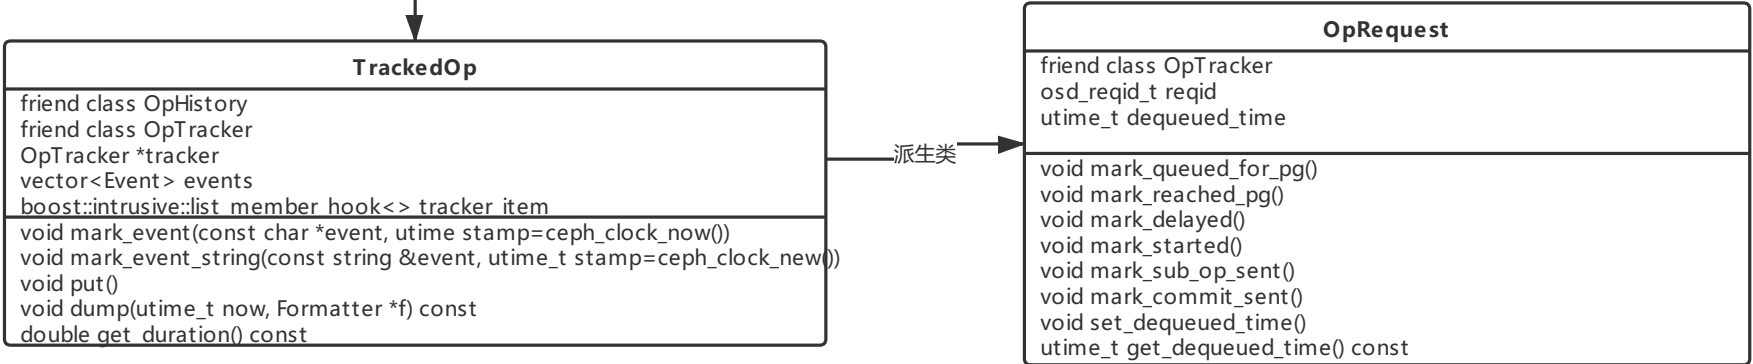 TrackedOp
friend class OpHistory
friend class OpTracker
OpTracker *tracker
vector<Event> events
boost::intrusive::list_member_hook<> tracker_item
void mark_event(const char *event, utime stamp=ceph_clock_now())
void mark_event_string(const string &event, utime_t stamp=ceph_clock_new())
void put()
void dump(utime_t now, Formatter *f) const
double get_duration() const
派生类
OpRequest
friend class OpTracker
osd_reqid_t reqid
utime_t dequeued_time
void mark_queued_for_pg()
void mark_reached_pg()
void mark_delayed()
void mark_started()
void mark_sub_op_sent()
void mark_commit_sent()
void set_dequeued_time()
utime_t get_dequeued_time() const